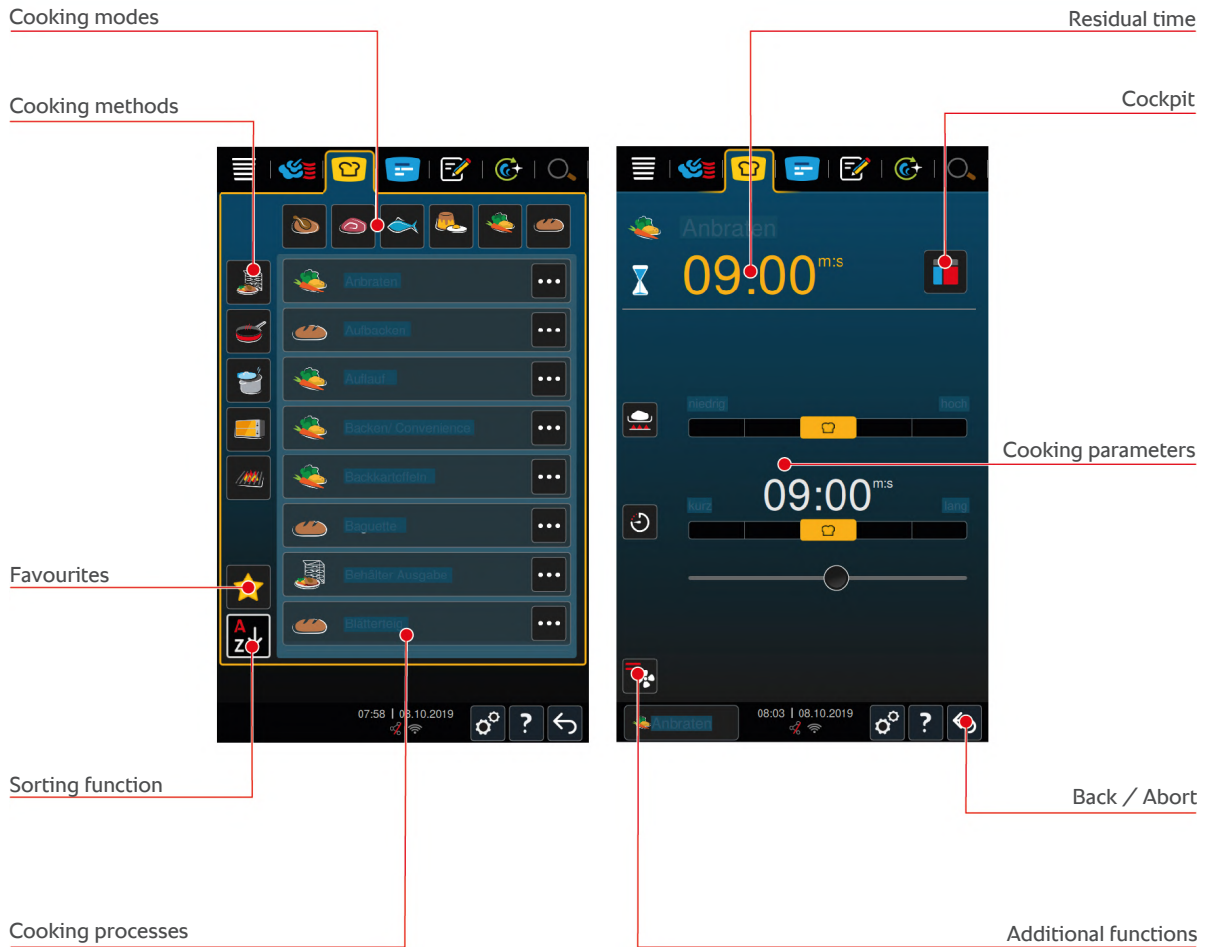 Cooking modes
Residual time
Cockpit
Cooking methods
Anbraten
Aufbacken
Auflauf
Backen/ Convenience
Backkartoffeln
Baguette
Behälter Ausgabe
Blätterteig
A
Z
07:58 | 08.10.2019
?
Anbraten
09:00 m:s
niedrig
hoch
Cooking parameters
09:00 m:s
kurz
lang
Anbraten
08:03 | 08.10.2019
?
Favourites
Sorting function
Back / Abort
Cooking processes
Additional functions